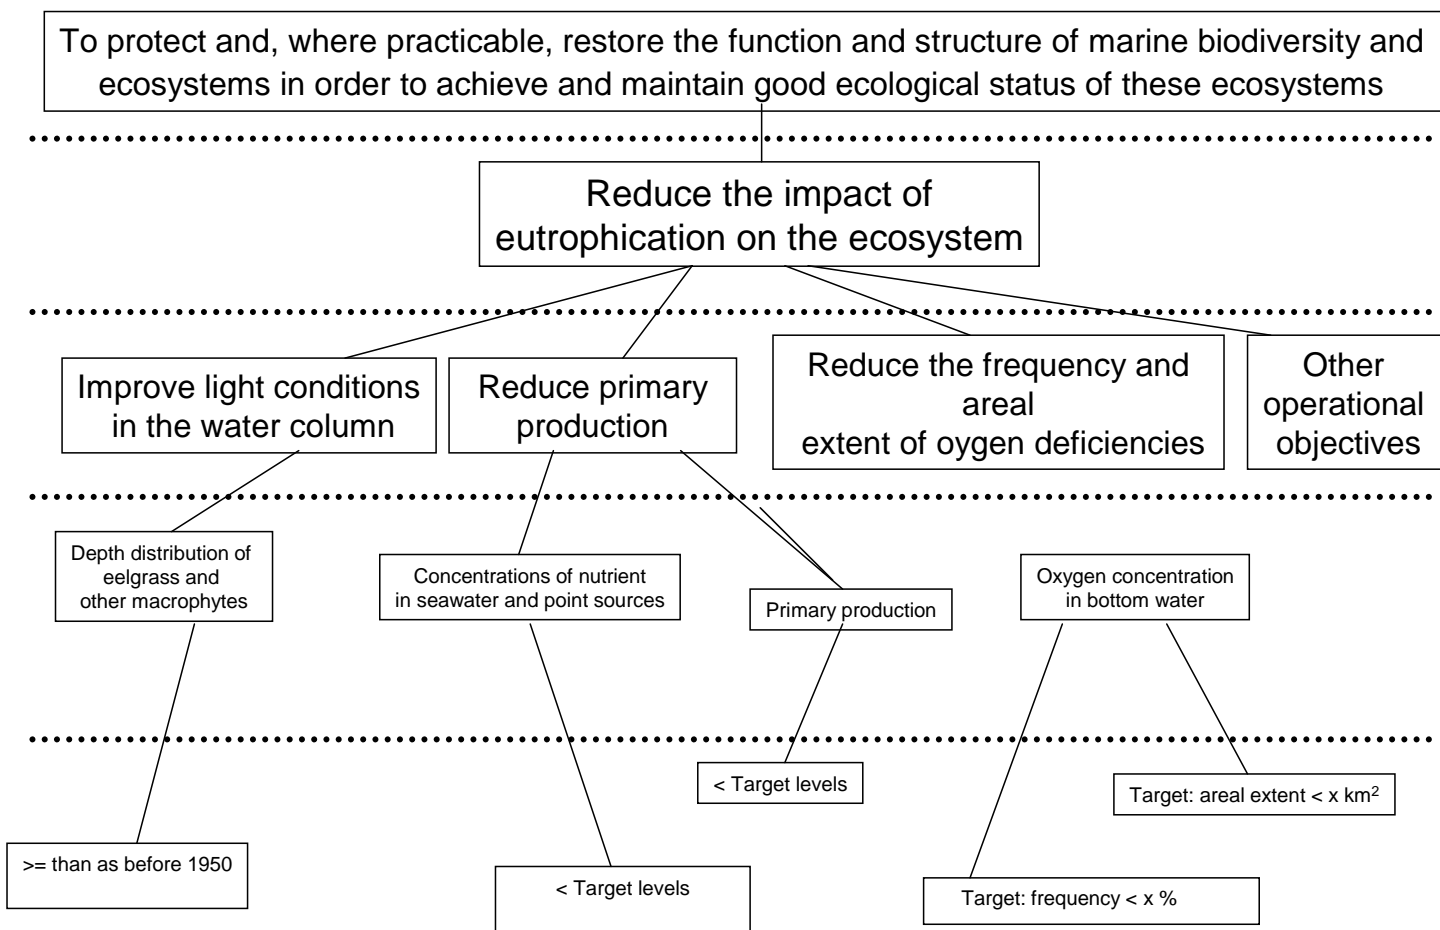 To protect and, where practicable, restore the function and structure of marine biodiversity and
ecosystems in order to achieve and maintain good ecological status of these ecosystems
Reduce the impact of
eutrophication on the ecosystem
Improve light conditions
in the water column
Reduce primary
production
Reduce the frequency and
areal
extent of oygen deficiencies
Other
operational
objectives
Depth distribution of
eelgrass and
other macrophytes
Concentrations of nutrient
in seawater and point sources
Primary production
Oxygen concentration
in bottom water
< Target levels
Target: areal extent < x km²
>= than as before 1950
< Target levels
Target: frequency < x %